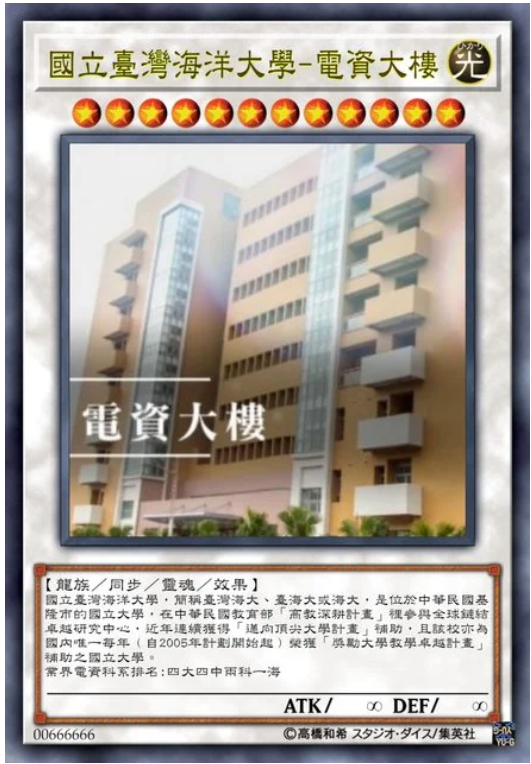 國立臺灣海洋大學-電資大樓
ひかり
光
電資大樓
【龍族／同步／靈魂／效果】
國立臺灣海洋大學，簡稱臺灣海大、臺海大或海大，是位於中華民國基
隆市的國立大學，在中華民國教育部「高教深耕計畫」裡參與全球鏈結
卓越研究中心，近年連續獲得「邁向頂尖大學計畫」補助，且該校亦為
國內唯一每年（自2005年計劃開始起）獎獲「獎勵大學教學卓越計畫」
補助之國立大學。
業界電資科系排名:四大四中兩科一海
ATK/ ∞ DEF/ ∞
00666666
©高橋和希 スタジオ・ダイス/集英社